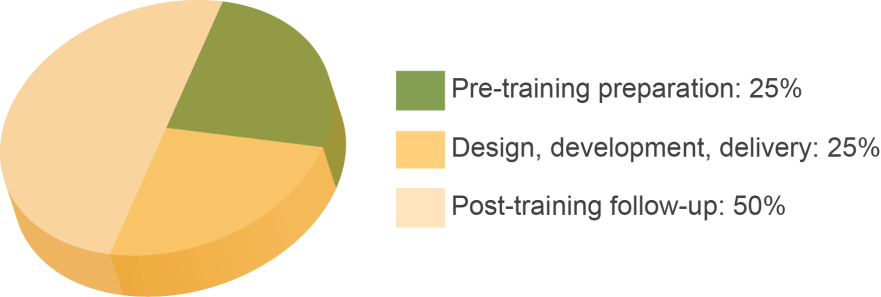 Pre-training preparation: 25%
Design, development, delivery: 25%
Post-training follow-up: 50%